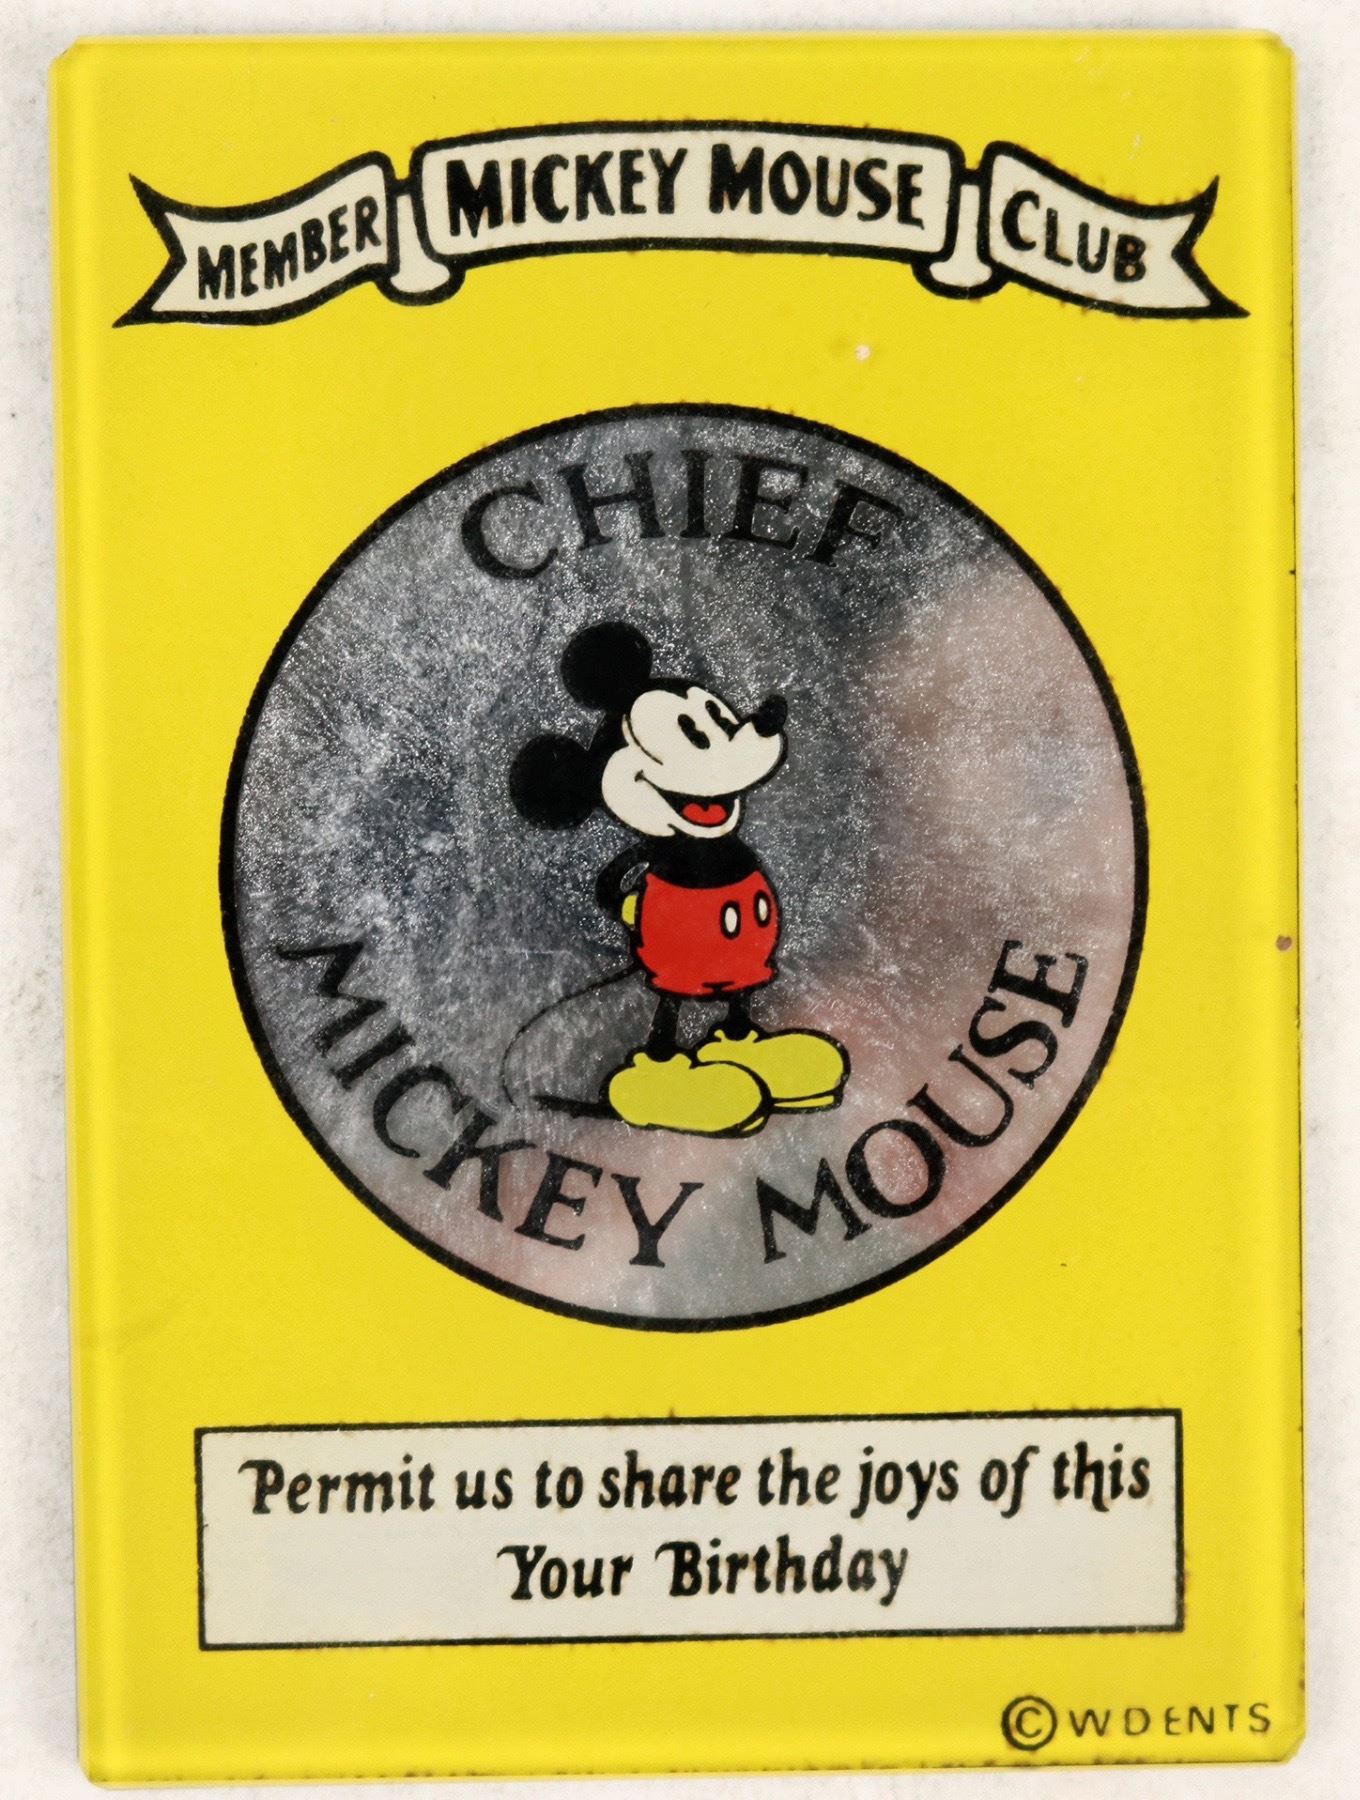 MEMBER MICKEY MOUSE CLUB
CHIEF
MICKEY MOUSE
Permit us to share the joys of this
Your Birthday
© WDENTS